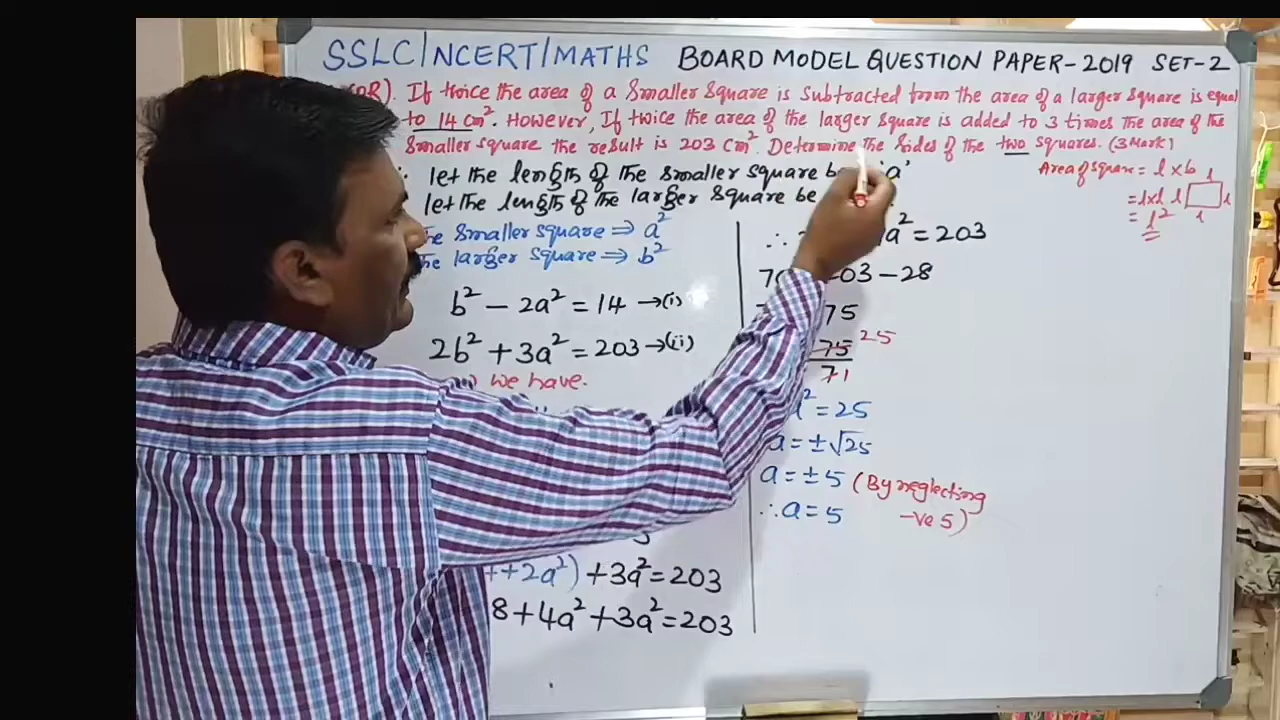 SSLC/NCERT/MATHS BOARD MODEL QUESTION PAPER-2019 SET-2
OR). If twice the area of a smaller square is subtracted from the area of a larger square is equal
to 14 cm². However, If twice the area of the larger square is added to 3 times the area of the
smaller square the result is 203 cm². Determine the sides of the two squares. (3 Mark)
let the length of the smaller square be 'a'
let the length of the larger square be
the smaller square ⇒ a²
the larger square ⇒ b²
b² – 2a² = 14 →(i)
2b² + 3a² = 203 →(ii)
we have.
+2a²) + 3a² = 203
8 + 4a² + 3a² = 203
∴ a² = 203
03 – 28
75
75 25
71
a² = 25
a = ±√25
a = ± 5 (By neglecting
-ve 5)
∴ a = 5
Area of square = l x b
= l x l
= l²
l
l
l
l